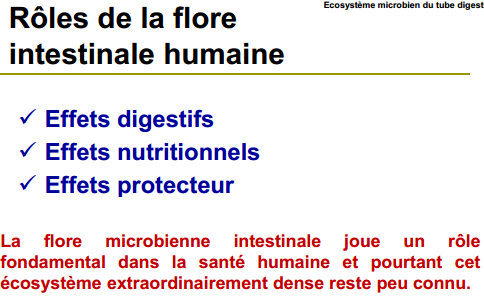 Ecosystème microbien du tube digest
Rôles de la flore
intestinale humaine
✓ Effets digestifs
✓ Effets nutritionnels
✓ Effets protecteur
La flore microbienne intestinale joue un rôle
fondamental dans la santé humaine et pourtant cet
écosystème extraordinairement dense reste peu connu.